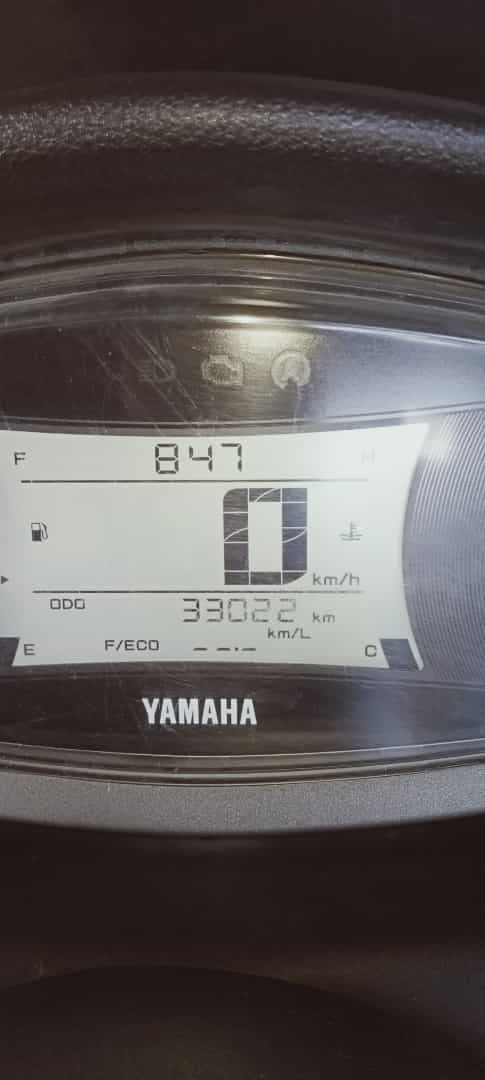 F 847 H
0 km/h
ODO 33022 km
km/L
E F/ECO --.- C
YAMAHA